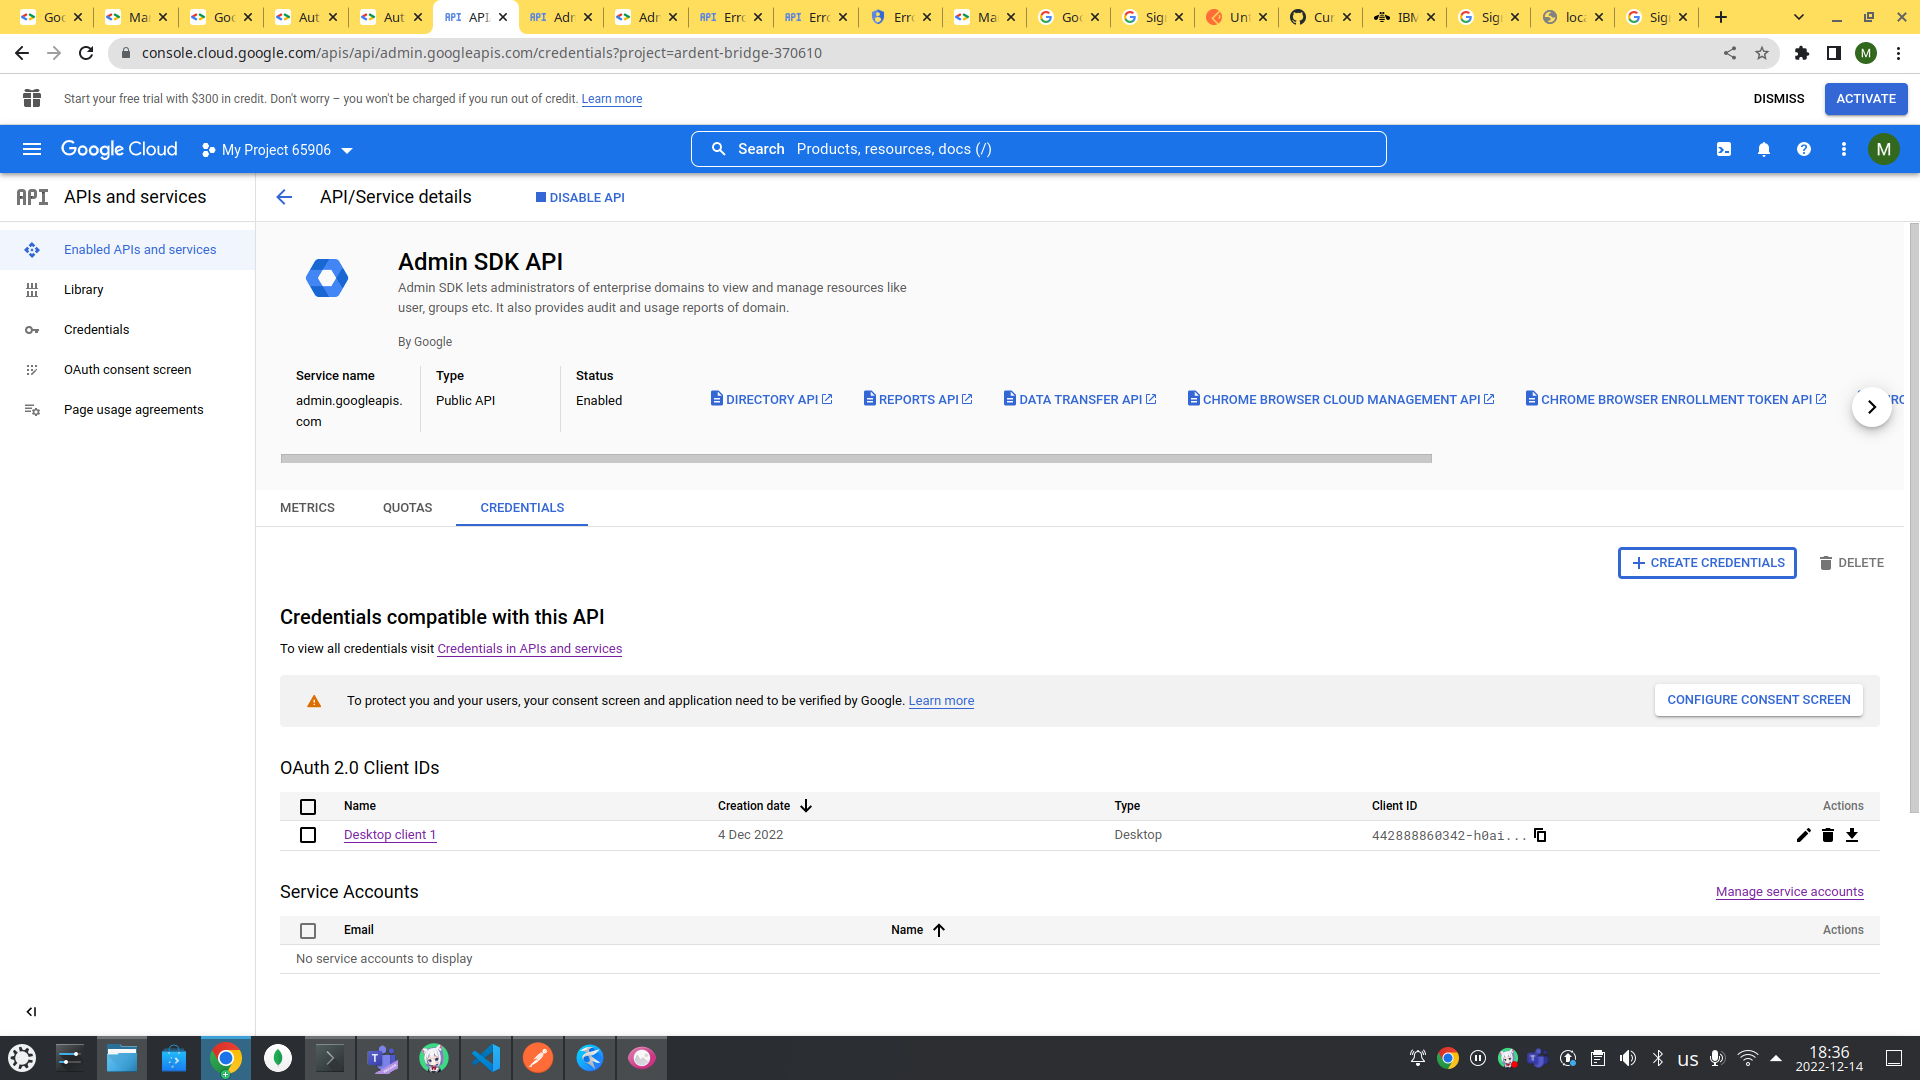 Goo
Mar
Goo
Aut
Aut
API
API
API
Adr
Adr
API
Erro
API
Erro
Erro
Ma
Goo
Sign
Unt
Cur
IBM
Sign
loca
Sign
console.cloud.google.com/apis/api/admin.googleapis.com/credentials?project=ardent-bridge-370610
M
Start your free trial with $300 in credit. Don't worry – you won't be charged if you run out of credit. Learn more
DISMISS
ACTIVATE
Google Cloud
My Project 65906
Search Products, resources, docs (/)
M
API APIs and services
API/Service details
DISABLE API
Enabled APIs and services
Library
Credentials
OAuth consent screen
Page usage agreements
Admin SDK API
Admin SDK lets administrators of enterprise domains to view and manage resources like
user, groups etc. It also provides audit and usage reports of domain.
By Google
Service name
admin.googleapis.
com
Type
Public API
Status
Enabled
DIRECTORY API
REPORTS API
DATA TRANSFER API
CHROME BROWSER CLOUD MANAGEMENT API
CHROME BROWSER ENROLLMENT TOKEN API
METRICS
QUOTAS
CREDENTIALS
CREATE CREDENTIALS
DELETE
Credentials compatible with this API
To view all credentials visit Credentials in APIs and services
To protect you and your users, your consent screen and application need to be verified by Google. Learn more
CONFIGURE CONSENT SCREEN
OAuth 2.0 Client IDs
Name Creation date Type Client ID Actions
Desktop client 1 4 Dec 2022 Desktop 442888860342-h0ai...
Service Accounts
Manage service accounts
Email Name Actions
No service accounts to display
us
18:36
2022-12-14